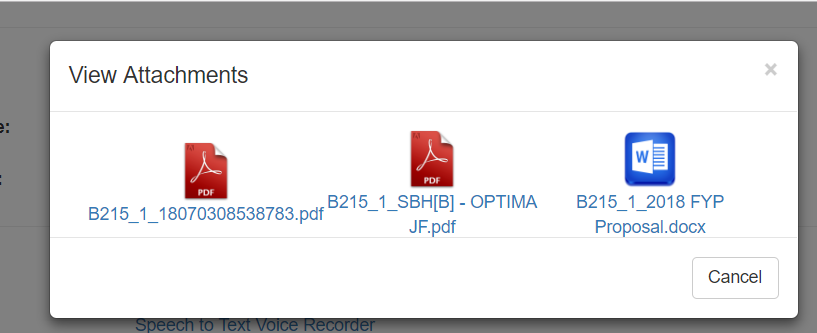 View Attachments
×
e:
:
PDF
PDF
W
B215_1_18070308538783.pdf
B215_1_SBH[B] - OPTIMA
JF.pdf
B215_1_2018 FYP
Proposal.docx
Cancel
Speech to Text Voice Recorder